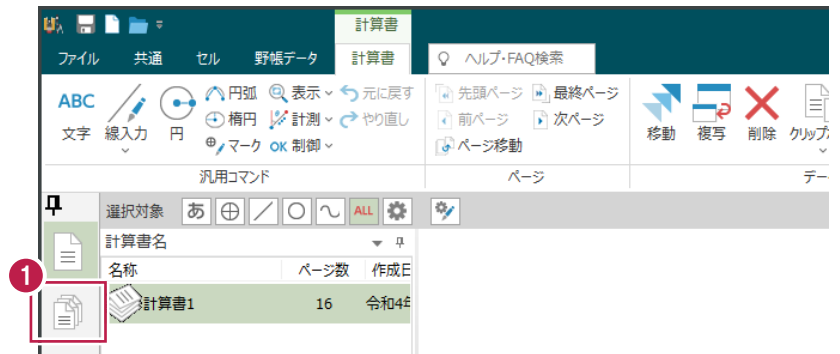 計算書
ファイル 共通 セル 野帳データ 計算書 ヘルプ・FAQ検索
ABC 円弧 表示 元に戻す 先頭ページ 最終ページ
文字 線入力 円 楕円 計測 やり直し 前ページ 次ページ 移動 複写 削除
マーク OK 制御 ページ移動
汎用コマンド ページ
選択対象 あ ALL
計算書名
名称 ページ数 作成日
1
計算書1 16 令和4年